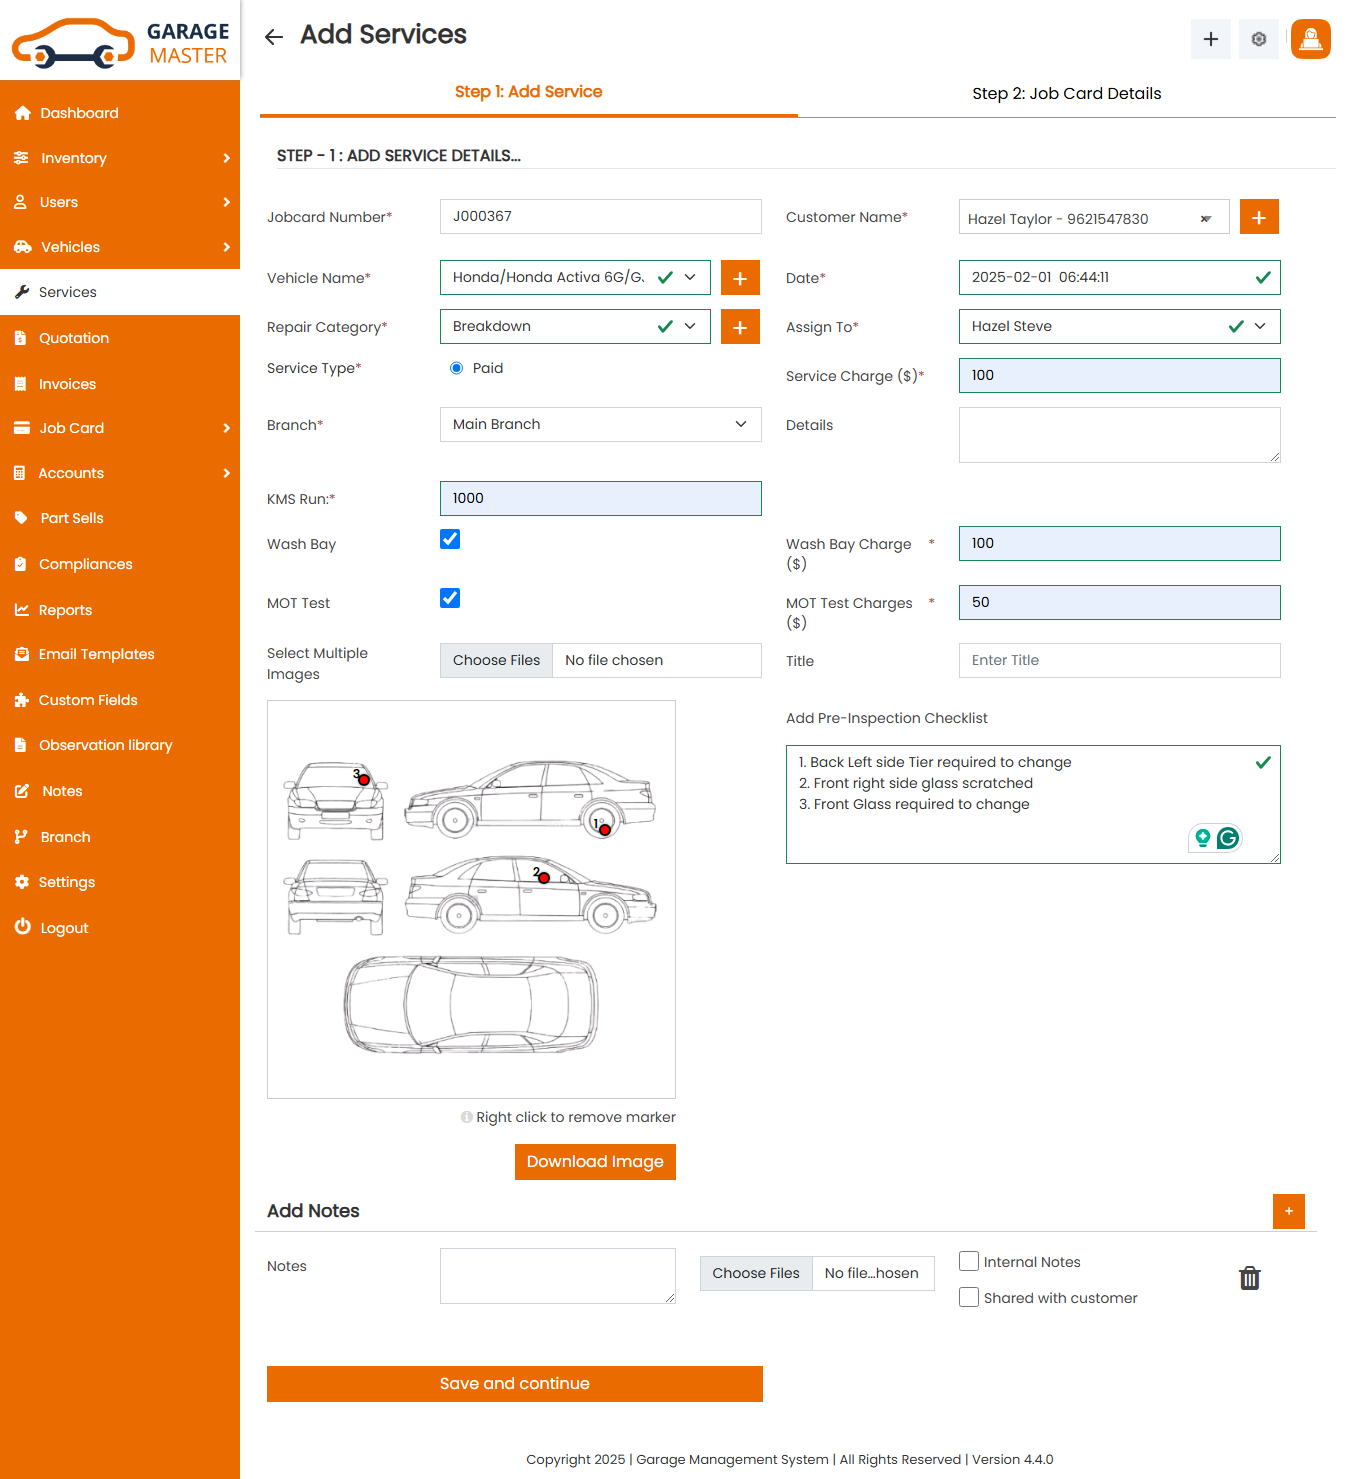 GARAGE
MASTER
Dashboard
Inventory
Users
Vehicles
Services
Quotation
Invoices
Job Card
Accounts
Part Sells
Compliances
Reports
Email Templates
Custom Fields
Observation library
Notes
Branch
Settings
Logout
Add Services
Step 1: Add Service
Step 2: Job Card Details
STEP - 1 : ADD SERVICE DETAILS...
Jobcard Number* J000367
Customer Name* Hazel Taylor - 9621547830 × +
Vehicle Name* Honda/Honda Activa 6G/GJ +
Date* 2025-02-01 06:44:11
Repair Category* Breakdown +
Assign To* Hazel Steve
Service Type* Paid
Service Charge ($)* 100
Branch* Main Branch
Details
KMS Run:* 1000
Wash Bay
Wash Bay Charge * 100
($)
MOT Test
MOT Test Charges * 50
($)
Select Multiple
Images
Choose Files No file chosen
Title Enter Title
3
1
2
Add Pre-Inspection Checklist
1. Back Left side Tier required to change
2. Front right side glass scratched
3. Front Glass required to change
Right click to remove marker
Download Image
Add Notes +
Notes
Choose Files No file...hosen
Internal Notes
Shared with customer
Save and continue
Copyright 2025 | Garage Management System | All Rights Reserved | Version 4.4.0